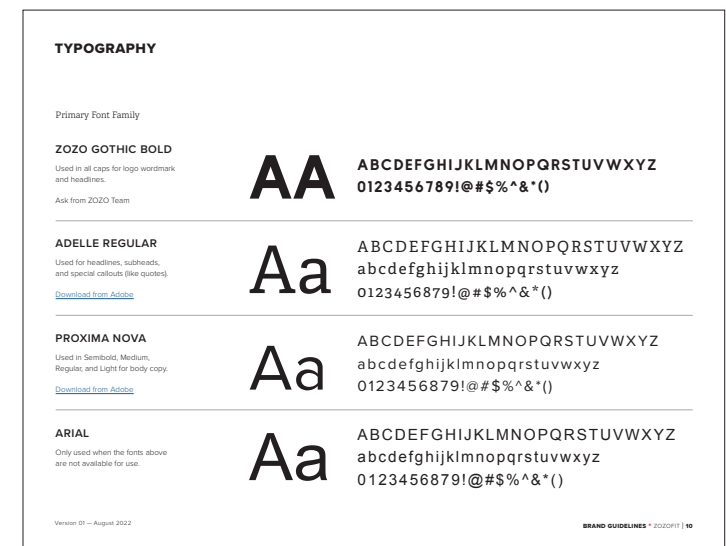 TYPOGRAPHY
Primary Font Family
ZOZO GOTHIC BOLD
Used in all caps for logo wordmark
and headlines.
Ask from ZOZO Team
AA
ABCDEFGHIJKLMNOPQRSTUVWXYZ
0123456789!@#$%^&*()
ADELLE REGULAR
Used for headlines, subheads,
and special callouts (like quotes).
Download from Adobe
Aa
ABCDEFGHIJKLMNOPQRSTUVWXYZ
abcdefghijklmnopqrstuvwxyz
0123456879!@#$%^&*()
PROXIMA NOVA
Used in Semibold, Medium,
Regular, and Light for body copy.
Download from Adobe
Aa
ABCDEFGHIJKLMNOPQRSTUVWXYZ
abcdefghijklmnopqrstuvwxyz
0123456879!@#$%^&*()
ARIAL
Only used when the fonts above
are not available for use.
Aa
ABCDEFGHIJKLMNOPQRSTUVWXYZ
abcdefghijklmnopqrstuvwxyz
0123456879!@#$%^&*()
Version 01 — August 2022
BRAND GUIDELINES • ZOZOFIT | 10